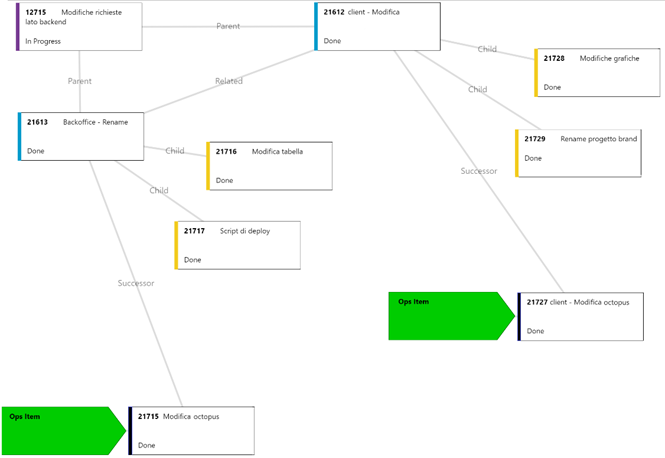 12715 Modifiche richieste
lato backend
In Progress
Parent
21612 client - Modifica
Done
Child
21728 Modifiche grafiche
Done
Parent
Related
Child
21613 Backoffice - Rename
Done
Child
21716 Modifica tabella
Done
21729 Rename progetto brand
Done
Child
Successor
21717 Script di deploy
Done
Successor
Ops Item
21727 client - Modifica octopus
Done
Ops Item
21715 Modifica octopus
Done